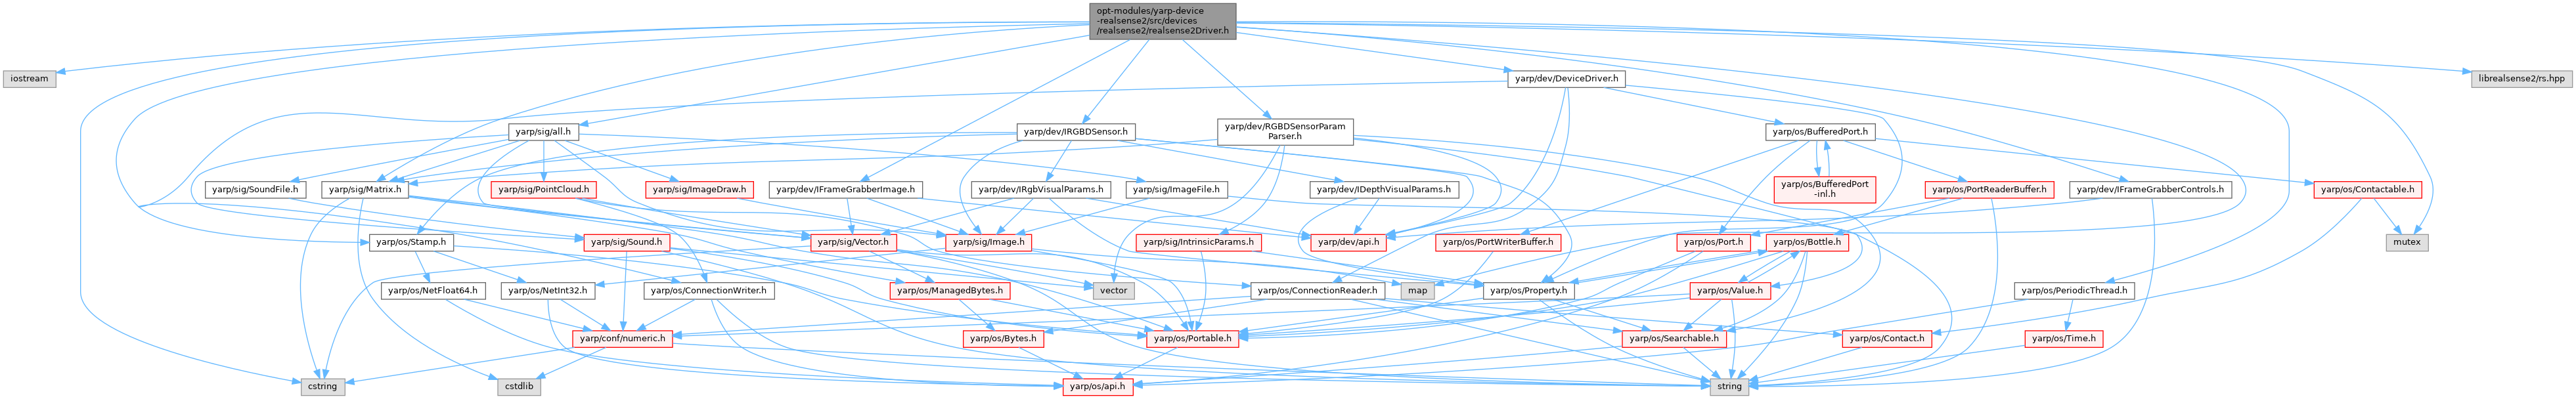 opt-modules/yarp-device
-realsense2/src/devices
/realsense2/realsense2Driver.h
iostream
yarp/dev/DeviceDriver.h
librealsense2/rs.hpp
yarp/sig/all.h
yarp/dev/IRGBDSensor.h
yarp/dev/RGBDSensorParam
Parser.h
yarp/os/BufferedPort.h
yarp/sig/SoundFile.h
yarp/sig/Matrix.h
yarp/sig/PointCloud.h
yarp/sig/ImageDraw.h
yarp/dev/IFrameGrabberImage.h
yarp/dev/IRgbVisualParams.h
yarp/sig/ImageFile.h
yarp/dev/IDepthVisualParams.h
yarp/os/BufferedPort
-inl.h
yarp/os/PortReaderBuffer.h
yarp/dev/IFrameGrabberControls.h
yarp/os/Contactable.h
yarp/os/Stamp.h
yarp/sig/Sound.h
yarp/sig/Vector.h
yarp/sig/Image.h
yarp/dev/api.h
yarp/sig/IntrinsicParams.h
yarp/os/PortWriterBuffer.h
yarp/os/Port.h
yarp/os/Bottle.h
mutex
yarp/os/NetFloat64.h
yarp/os/NetInt32.h
yarp/os/ConnectionWriter.h
yarp/os/ManagedBytes.h
vector
yarp/os/ConnectionReader.h
map
yarp/os/Property.h
yarp/os/Value.h
yarp/os/PeriodicThread.h
yarp/conf/numeric.h
yarp/os/Bytes.h
yarp/os/Portable.h
yarp/os/Searchable.h
yarp/os/Contact.h
yarp/os/Time.h
cstring
cstdlib
yarp/os/api.h
string